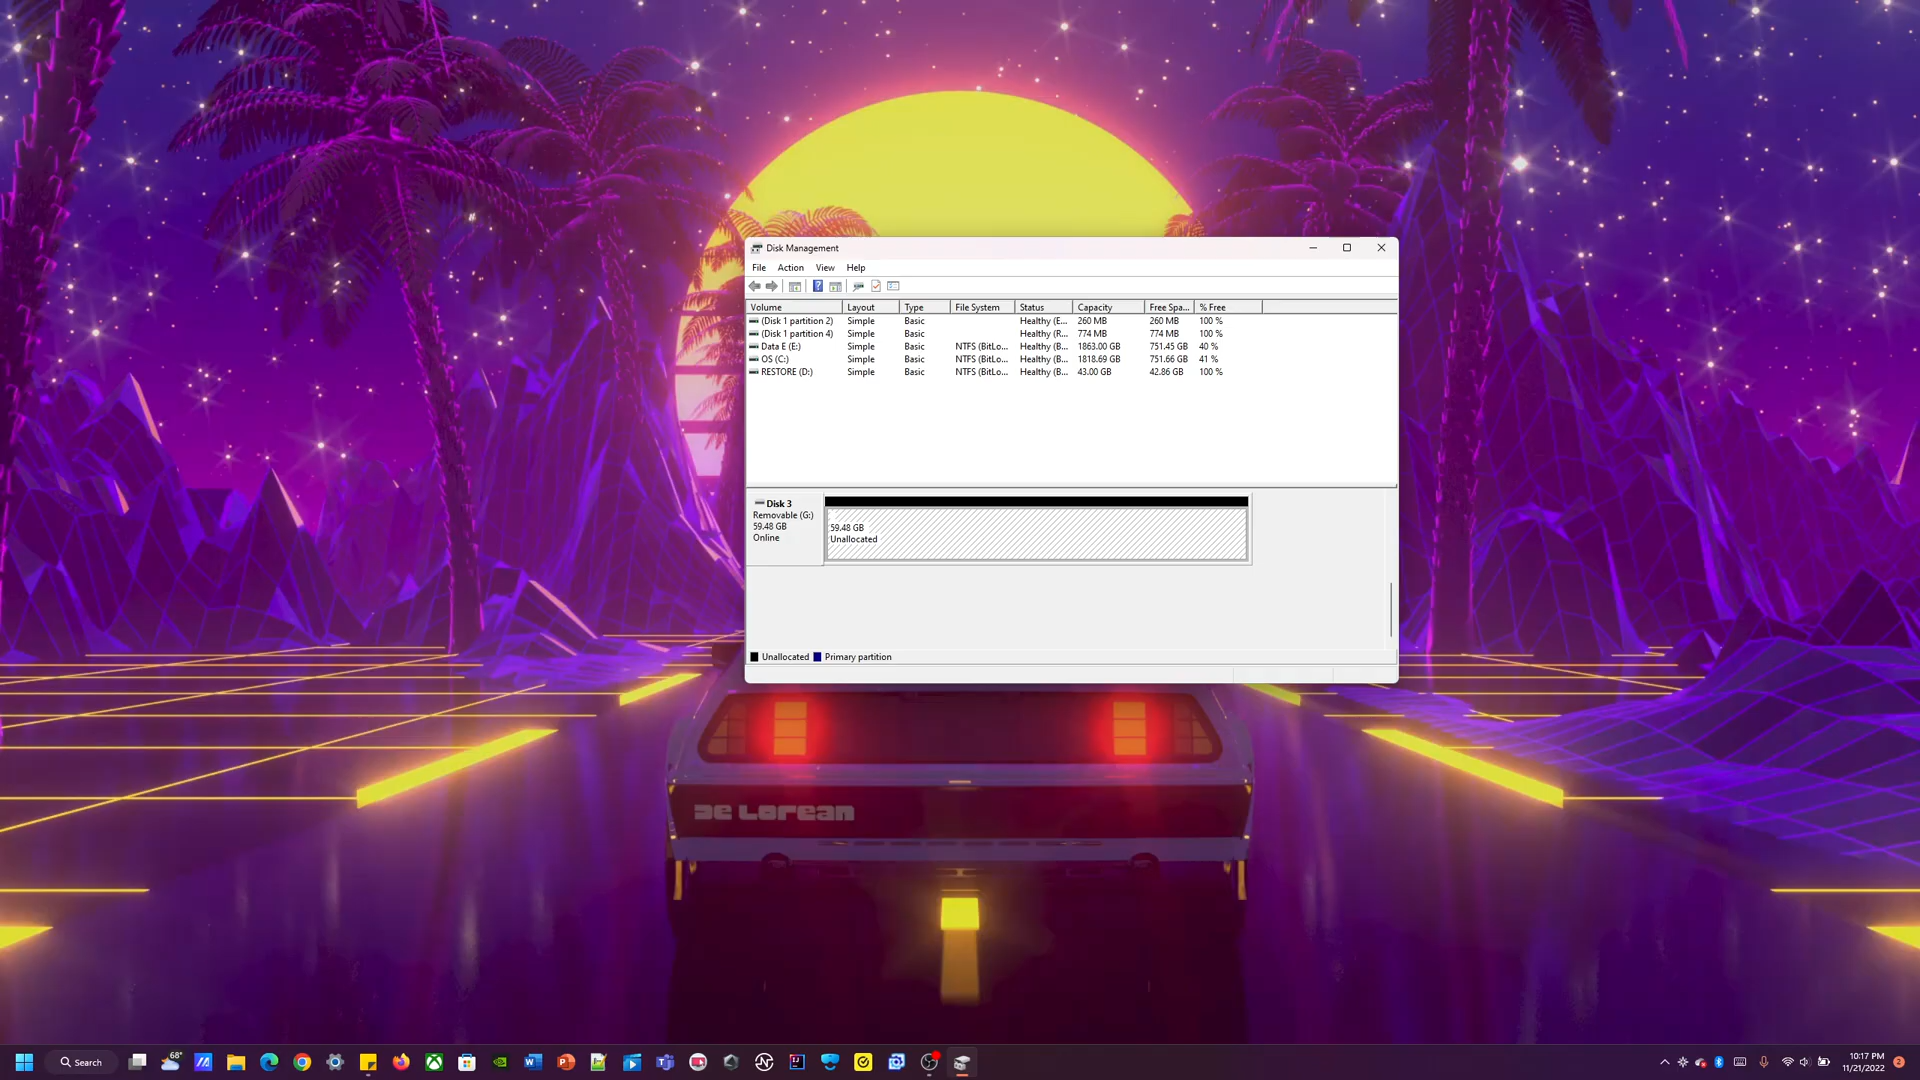 Disk Management
File Action View Help
Volume Layout Type File System Status Capacity Free Spa... % Free
(Disk 1 partition 2) Simple Basic Healthy (E... 260 MB 260 MB 100 %
(Disk 1 partition 4) Simple Basic Healthy (R... 774 MB 774 MB 100 %
Data E (E:) Simple Basic NTFS (BitLo... Healthy (B... 1863.00 GB 751.45 GB 40 %
OS (C:) Simple Basic NTFS (BitLo... Healthy (B... 1818.69 GB 751.66 GB 41 %
RESTORE (D:) Simple Basic NTFS (BitLo... Healthy (B... 43.00 GB 42.86 GB 100 %
Disk 3
Removable (G:)
59.48 GB
Online
59.48 GB
Unallocated
Unallocated Primary partition
De Lorean
Search
68°
10:17 PM
11/21/2022
2